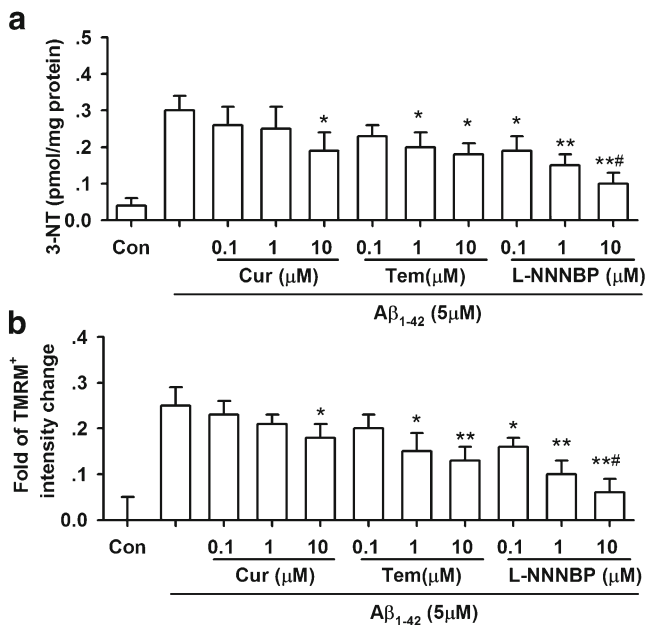 a
3-NT (pmol/mg protein)
.5
.4
.3
.2
.1
0.0
* * * * ** **#
Con 0.1 1 10 0.1 1 10 0.1 1 10
Cur (μM) Tem(μM) L-NNNBP (μM)
Aβ1-42 (5μM)
b
Fold of TMRM+
intensity change
.4
.3
.2
.1
0.0
* * ** * ** **#
Con 0.1 1 10 0.1 1 10 0.1 1 10
Cur (μM) Tem(μM) L-NNNBP (μM)
Aβ1-42 (5μM)